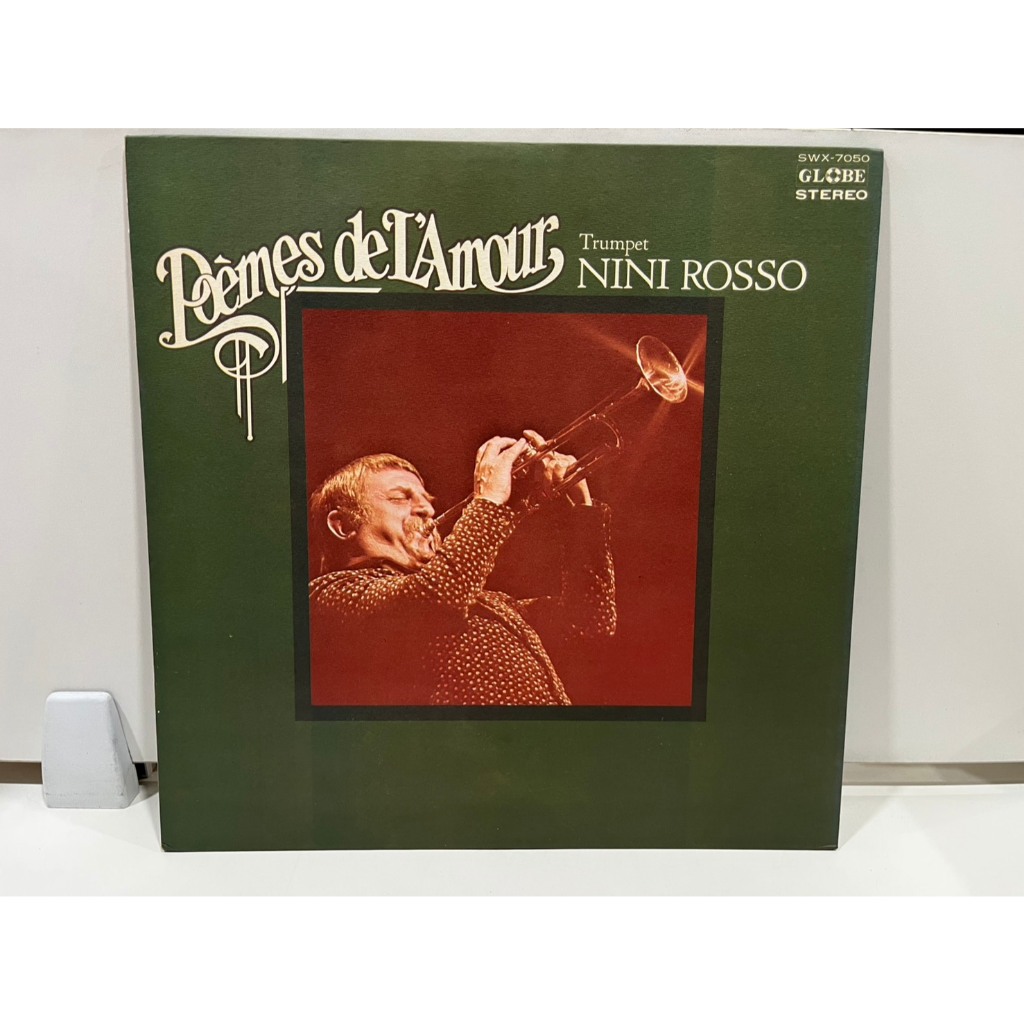 SWX-7050
GLOBE
STEREO
Poèmes de L'Amour
Trumpet
NINI ROSSO